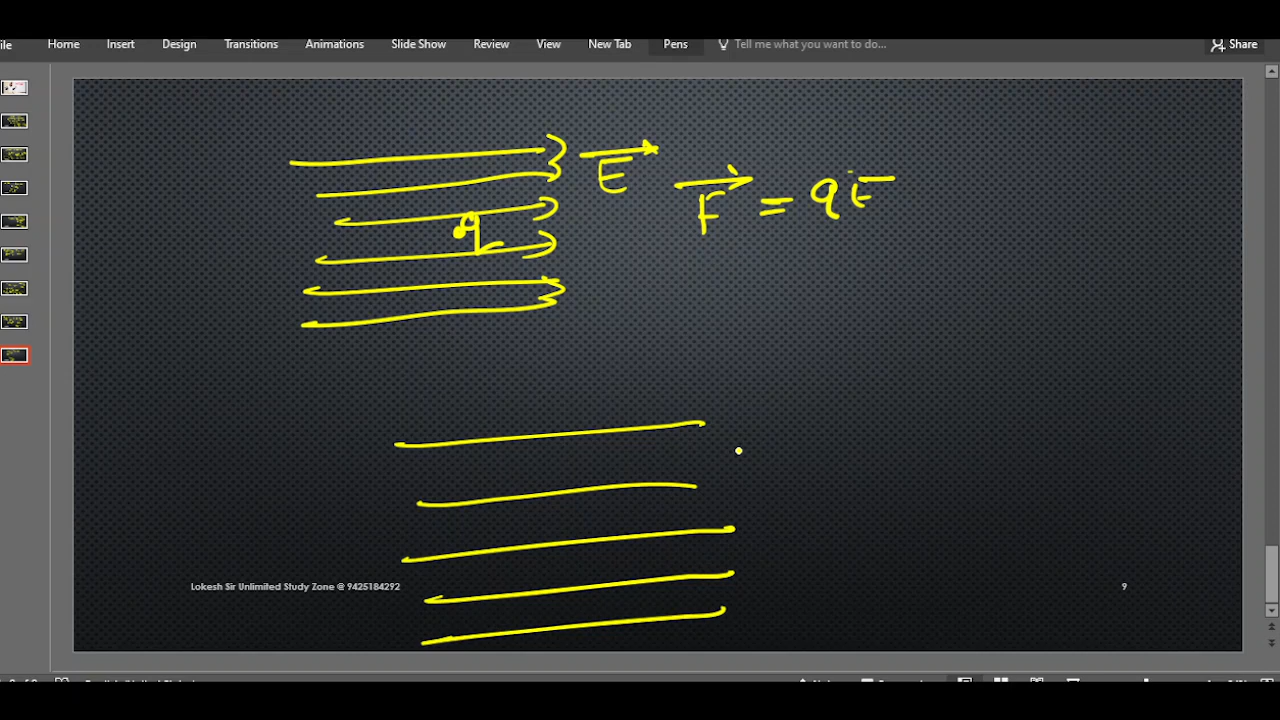 File Home Insert Design Transitions Animations Slide Show Review View New Tab Pens Tell me what you want to do... Share
E
F = qE
q
Lokesh Sir Unlimited Study Zone @ 9425184292
9